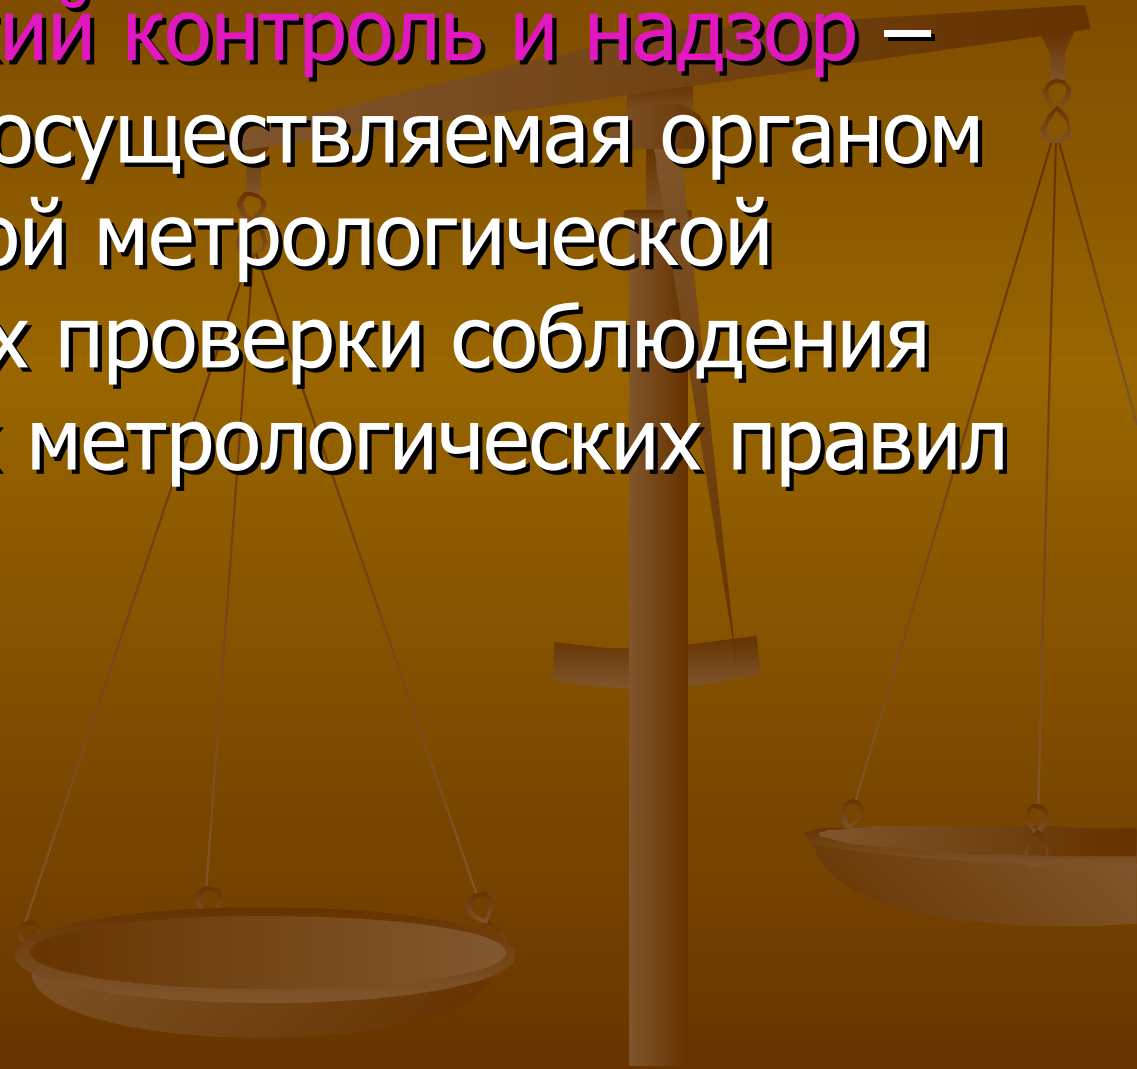 ий контроль и надзор –
осуществляемая органом
ой метрологической
х проверки соблюдения
метрологических правил